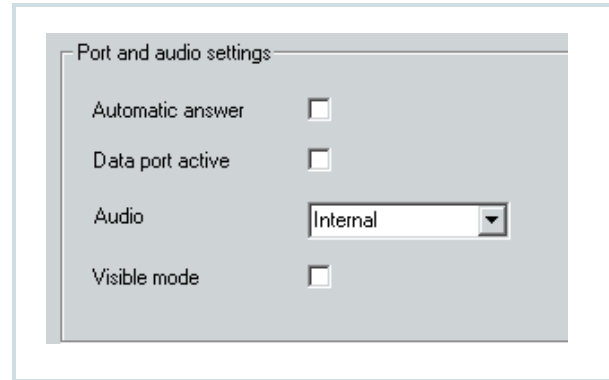 Port and audio settings
Automatic answer
Data port active
Audio
Internal
Visible mode